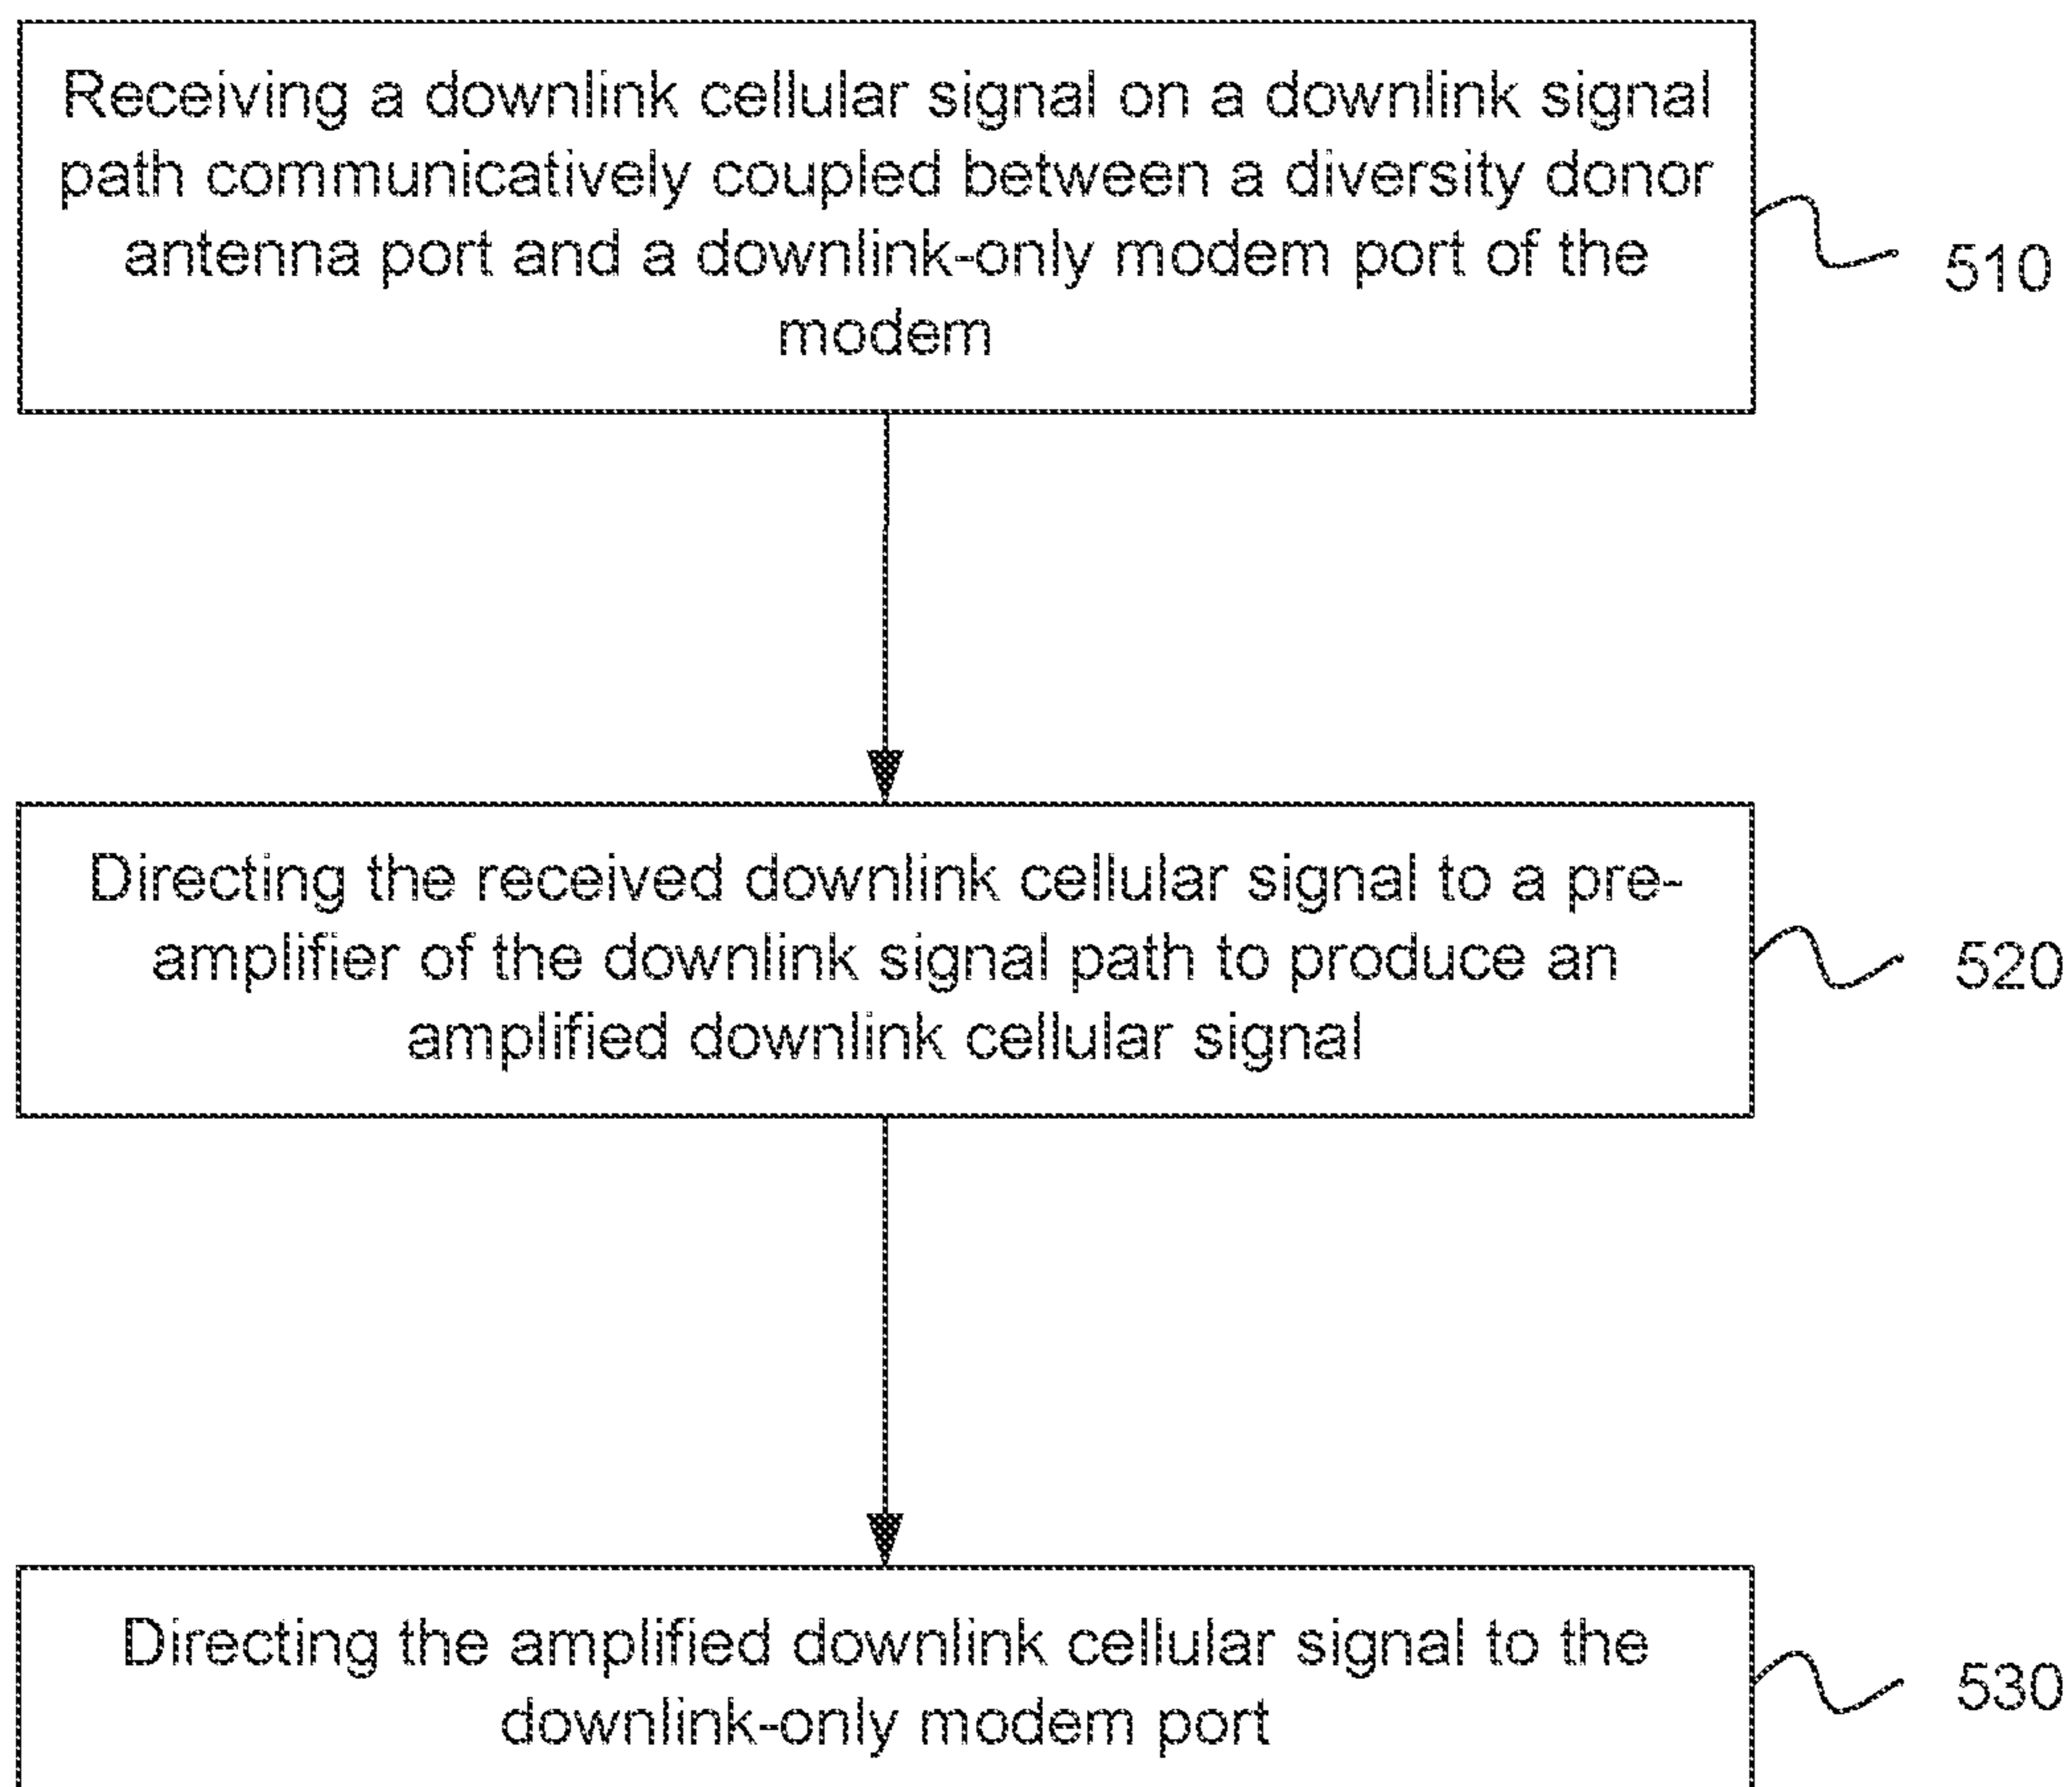 Receiving a downlink cellular signal on a downlink signal
path communicatively coupled between a diversity donor
antenna port and a downlink-only modem port of the
modem
510
Directing the received downlink cellular signal to a pre-
amplifier of the downlink signal path to produce an
amplified downlink cellular signal
520
Directing the amplified downlink cellular signal to the
downlink-only modem port
530